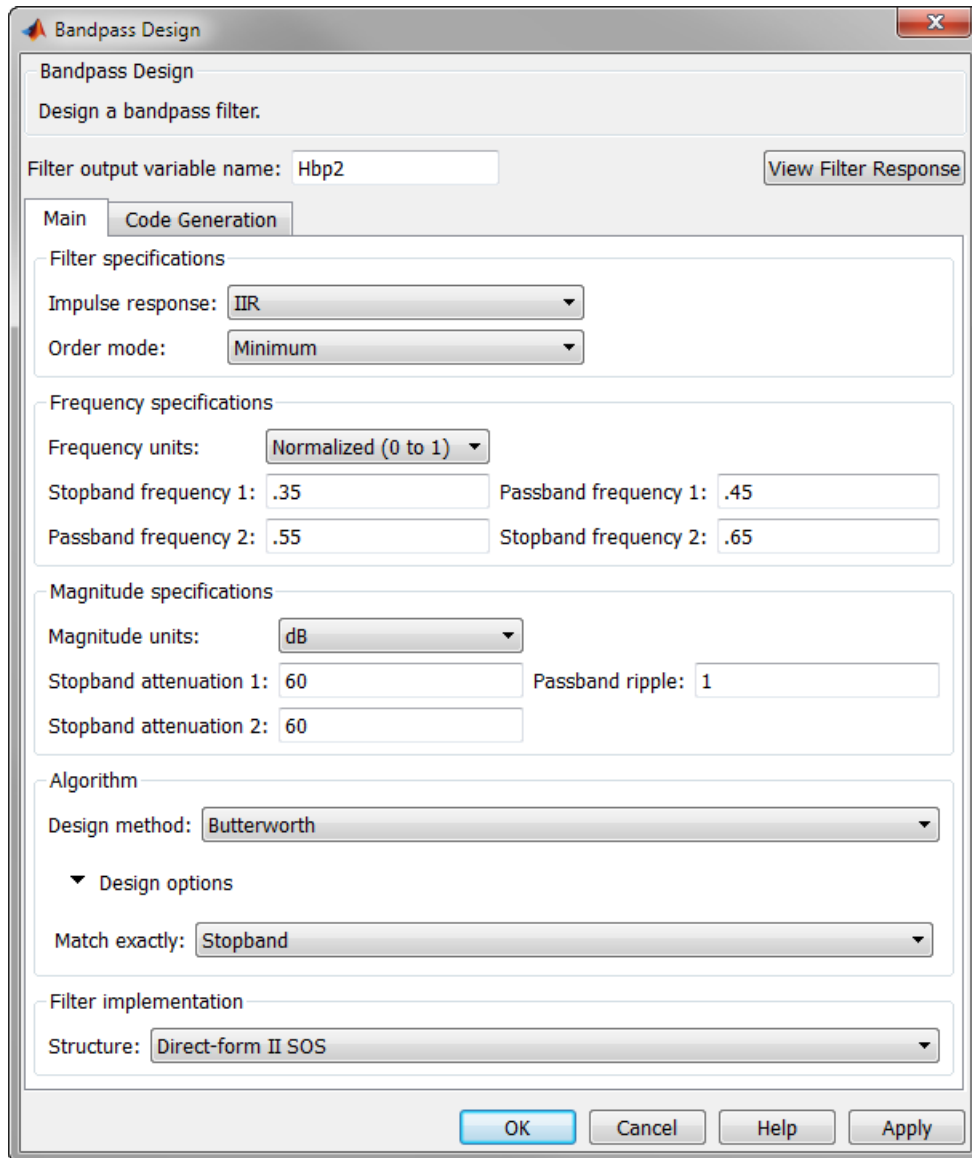 Bandpass Design
Bandpass Design
Design a bandpass filter.
Filter output variable name: Hbp2 View Filter Response
Main Code Generation
Filter specifications
Impulse response: IIR
Order mode: Minimum
Frequency specifications
Frequency units: Normalized (0 to 1)
Stopband frequency 1: .35 Passband frequency 1: .45
Passband frequency 2: .55 Stopband frequency 2: .65
Magnitude specifications
Magnitude units: dB
Stopband attenuation 1: 60 Passband ripple: 1
Stopband attenuation 2: 60
Algorithm
Design method: Butterworth
Design options
Match exactly: Stopband
Filter implementation
Structure: Direct-form II SOS
OK Cancel Help Apply